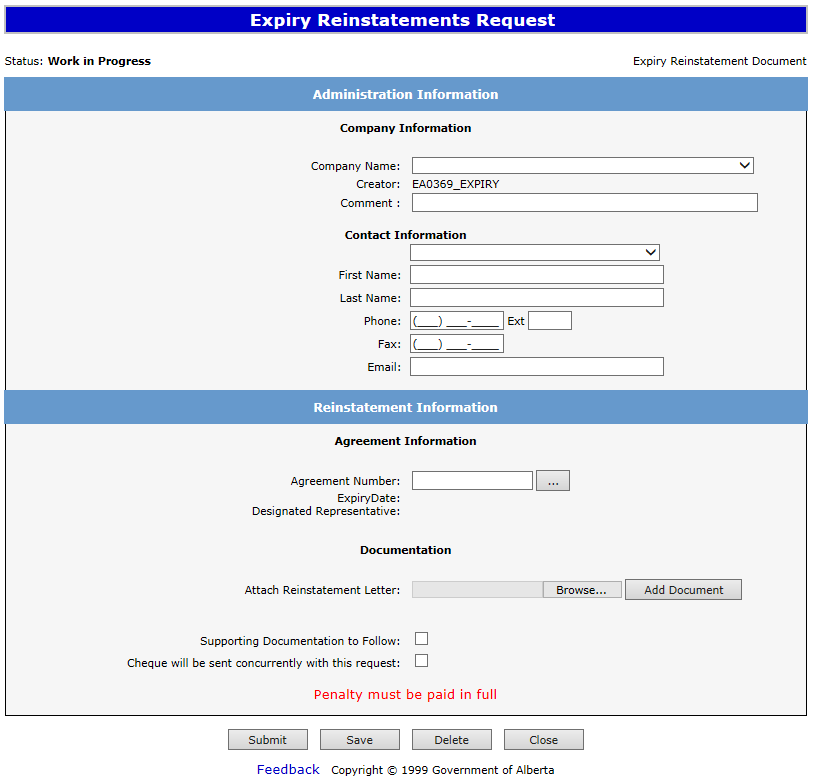 Expiry Reinstatements Request
Status: Work in Progress Expiry Reinstatement Document
Administration Information
Company Information
Company Name:
Creator: EA0369_EXPIRY
Comment :
Contact Information
First Name:
Last Name:
Phone: (___) ___-____ Ext
Fax: (___) ___-____
Email:
Reinstatement Information
Agreement Information
Agreement Number: ...
ExpiryDate:
Designated Representative:
Documentation
Attach Reinstatement Letter: Browse... Add Document
Supporting Documentation to Follow:
Cheque will be sent concurrently with this request:
Penalty must be paid in full
Submit Save Delete Close
Feedback Copyright © 1999 Government of Alberta